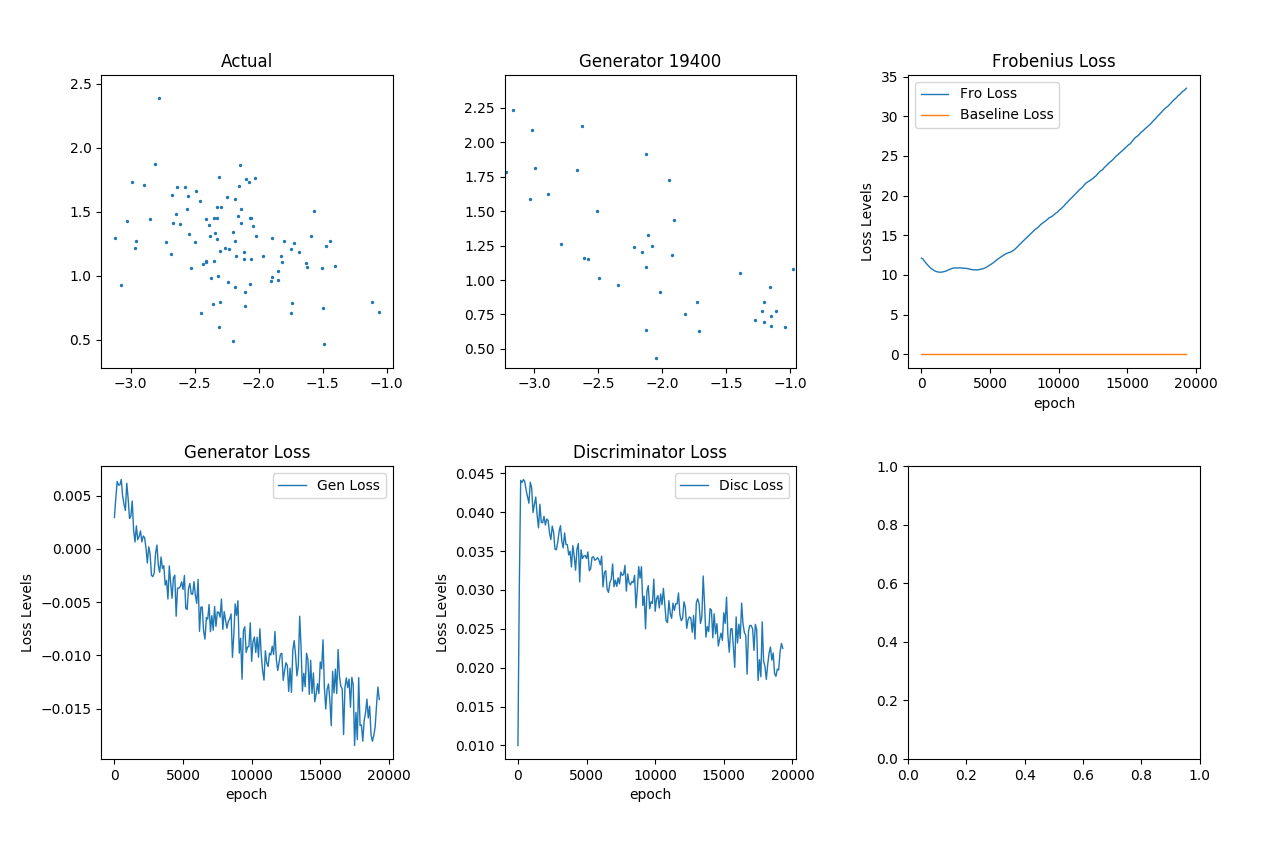 Actual
2.5
2.0
1.5
1.0
0.5
−3.0 −2.5 −2.0 −1.5 −1.0
Generator 19400
2.25
2.00
1.75
1.50
1.25
1.00
0.75
0.50
−3.0 −2.5 −2.0 −1.5 −1.0
Frobenius Loss
Fro Loss
Baseline Loss
Loss Levels
35
30
25
20
15
10
5
0
0 5000 10000 15000 20000
epoch
Generator Loss
Gen Loss
Loss Levels
0.005
0.000
−0.005
−0.010
−0.015
0 5000 10000 15000 20000
epoch
Discriminator Loss
Disc Loss
Loss Levels
0.045
0.040
0.035
0.030
0.025
0.020
0.015
0.010
0 5000 10000 15000 20000
epoch
1.0
0.8
0.6
0.4
0.2
0.0
0.0 0.2 0.4 0.6 0.8 1.0